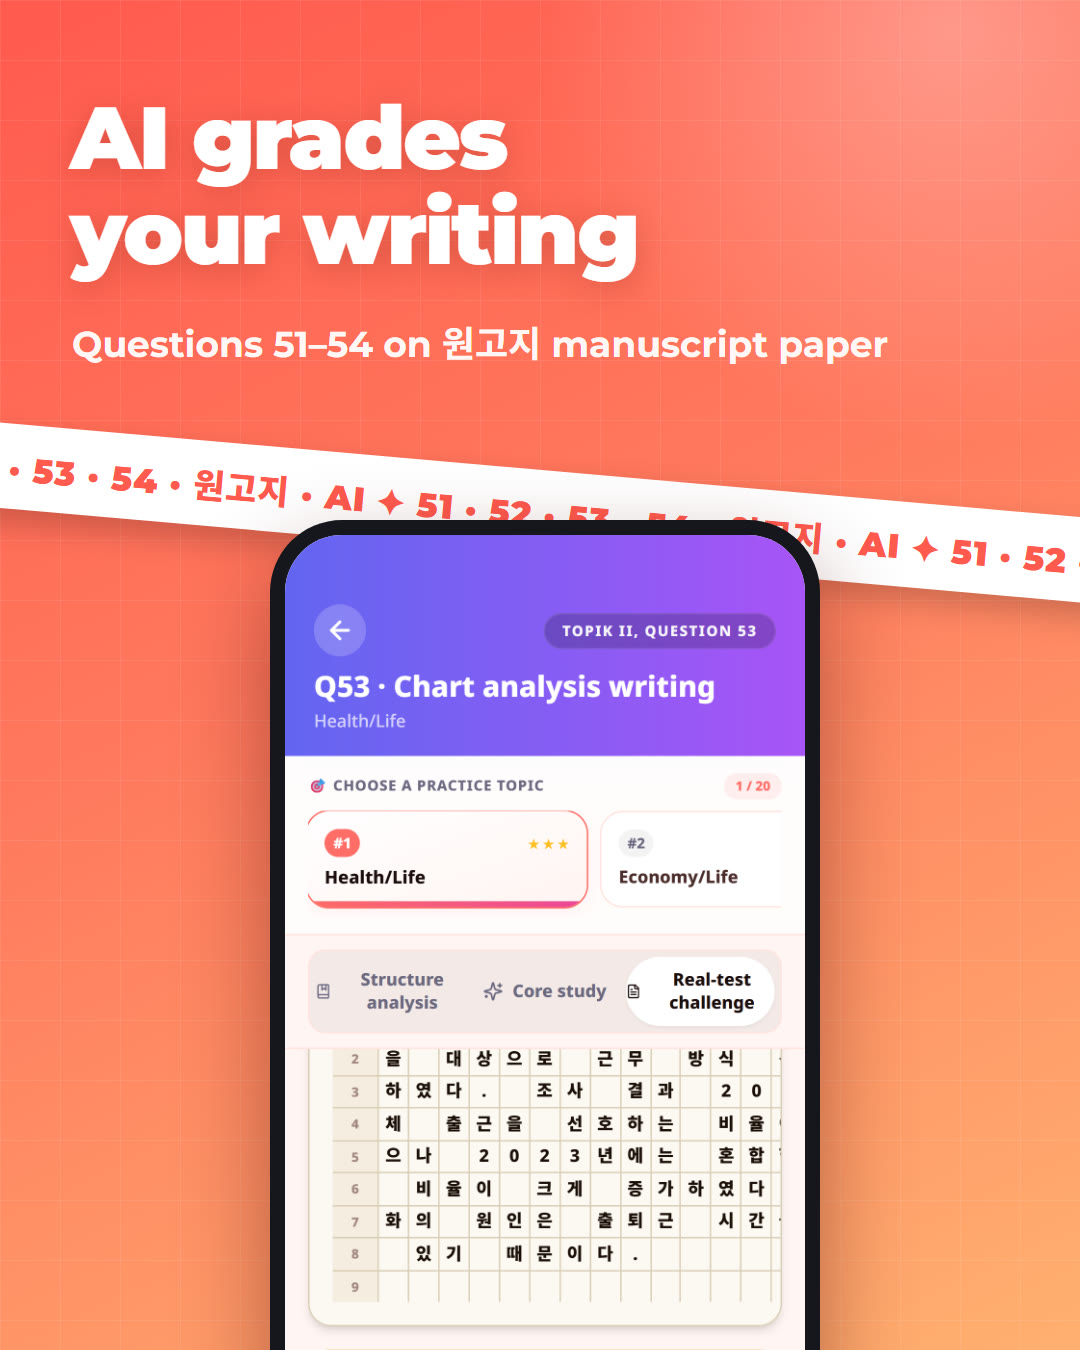 AI grades
your writing
Questions 51–54 on 원고지 manuscript paper
• 53 • 54 • 원고지 • AI ✦ 51 • 52 • 53 • 54 • 원고지 • AI ✦ 51 • 52
TOPIK II, QUESTION 53
Q53 · Chart analysis writing
Health/Life
CHOOSE A PRACTICE TOPIC
1 / 20
#1 ★★★
Health/Life
#2
Economy/Life
Structure analysis
Core study
Real-test challenge
2 을 대상으로 근무 방식
3 하였다. 조사 결과 20
4 체 출근을 선호하는 비율
5 으나 2023년에는 혼합
6 비율이 크게 증가하였다
7 화의 원인은 출퇴근 시간
8 있기 때문이다.
9